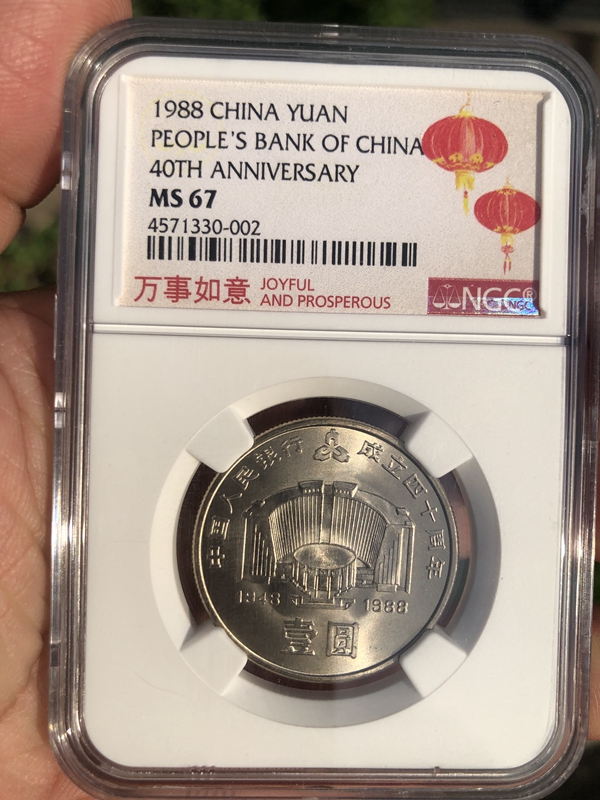 1988 CHINA YUAN
PEOPLE'S BANK OF CHINA
40TH ANNIVERSARY
MS 67
4571330-002
万事如意 JOYFUL
AND PROSPEROUS
NGC®
NGC
中国人民银行 成立四十周年
1948 1988
壹圆